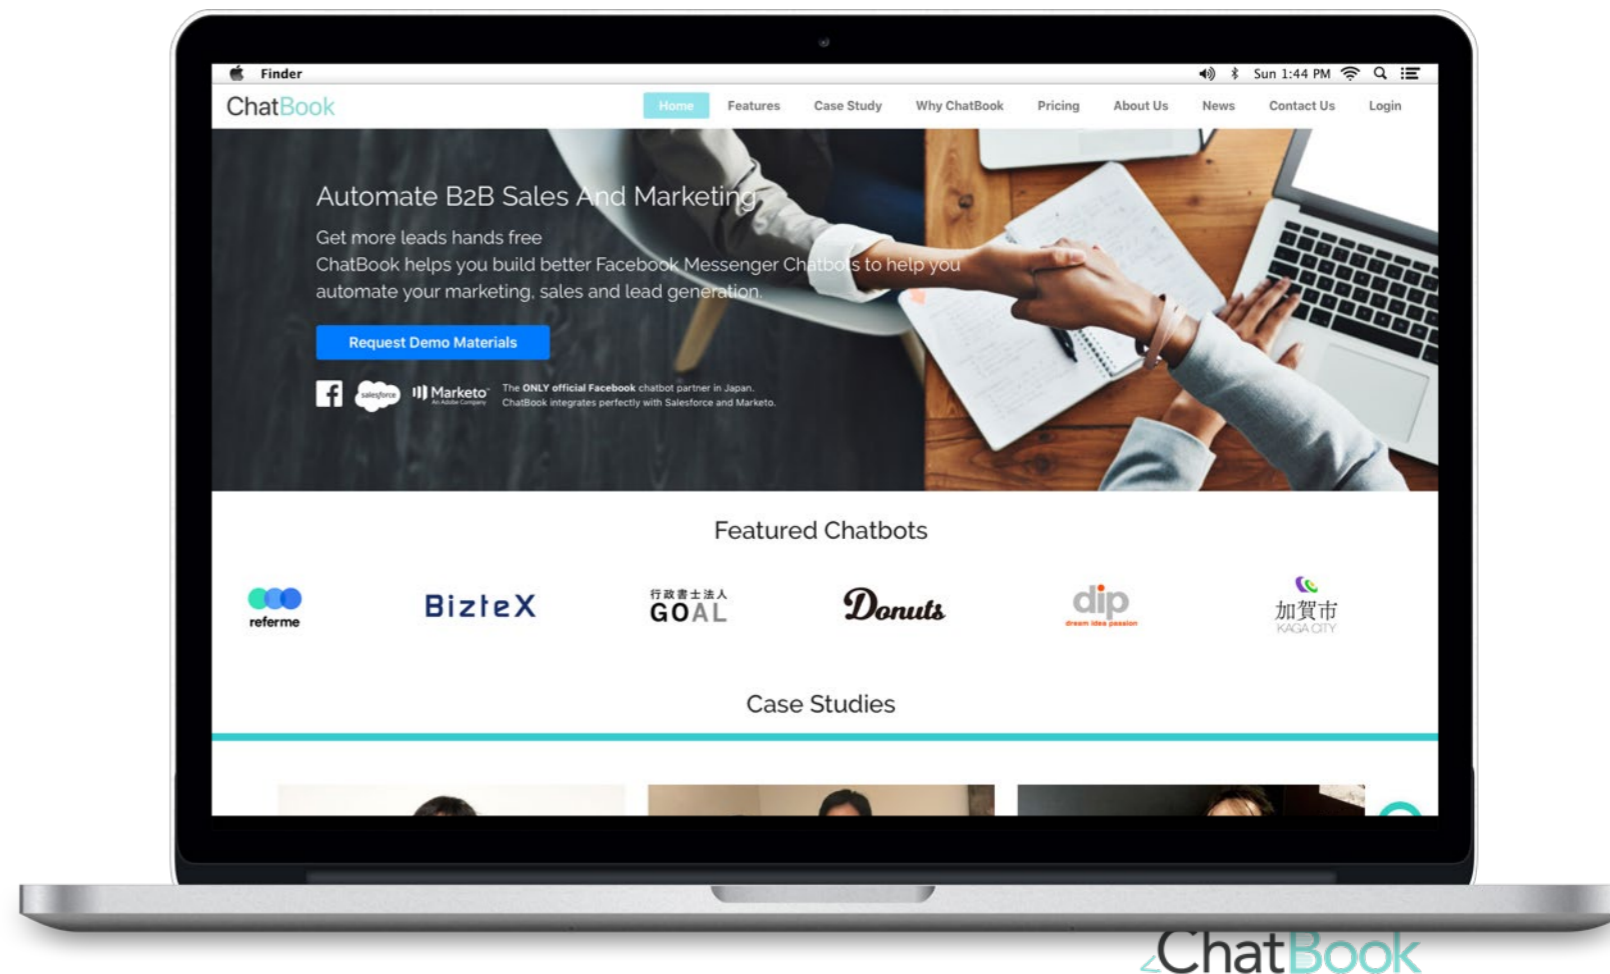 Finder
Sun 1:44 PM
ChatBook
Home Features Case Study Why ChatBook Pricing About Us News Contact Us Login
Automate B2B Sales And Marketing
Get more leads hands free
ChatBook helps you build better Facebook Messenger Chatbots to help you
automate your marketing, sales and lead generation.
Request Demo Materials
salesforce
Marketo
An Adobe Company
The ONLY official Facebook chatbot partner in Japan.
ChatBook integrates perfectly with Salesforce and Marketo.
Featured Chatbots
referme
BizteX
行政書士法人
GOAL
Donuts
dip
dream idea passion
加賀市
KAGA CITY
Case Studies
ChatBook